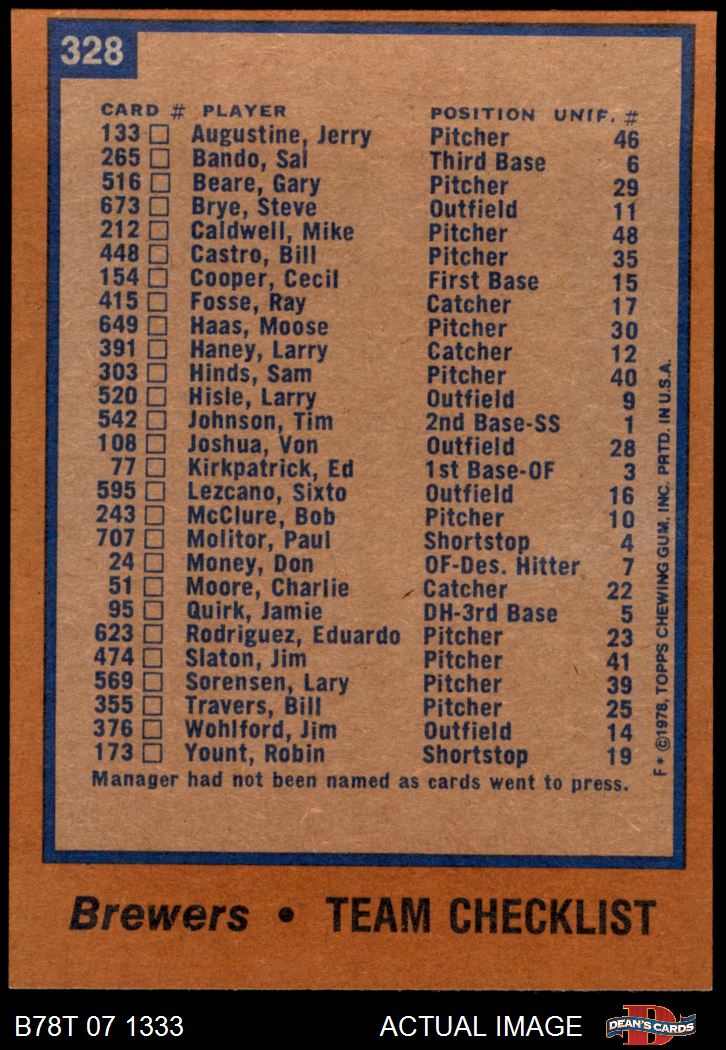 328
CARD # PLAYER POSITION UNIF. #
133 Augustine, Jerry Pitcher 46
265 Bando, Sal Third Base 6
516 Beare, Gary Pitcher 29
673 Brye, Steve Outfield 11
212 Caldwell, Mike Pitcher 48
448 Castro, Bill Pitcher 35
154 Cooper, Cecil First Base 15
415 Fosse, Ray Catcher 17
649 Haas, Moose Pitcher 30
391 Haney, Larry Catcher 12
303 Hinds, Sam Pitcher 40
520 Hisle, Larry Outfield 9
542 Johnson, Tim 2nd Base-SS 1
108 Joshua, Von Outfield 28
77 Kirkpatrick, Ed 1st Base-OF 3
595 Lezcano, Sixto Outfield 16
243 McClure, Bob Pitcher 10
707 Molitor, Paul Shortstop 4
24 Money, Don OF-Des. Hitter 7
51 Moore, Charlie Catcher 22
95 Quirk, Jamie DH-3rd Base 5
623 Rodriguez, Eduardo Pitcher 23
474 Slaton, Jim Pitcher 41
569 Sorensen, Lary Pitcher 39
355 Travers, Bill Pitcher 25
376 Wohlford, Jim Outfield 14
173 Yount, Robin Shortstop 19
Manager had not been named as cards went to press.
F* ©1978, TOPPS CHEWING GUM, INC. PRTD. IN U.S.A.
Brewers • TEAM CHECKLIST
B78T 07 1333 ACTUAL IMAGE DEAN'S CARDS